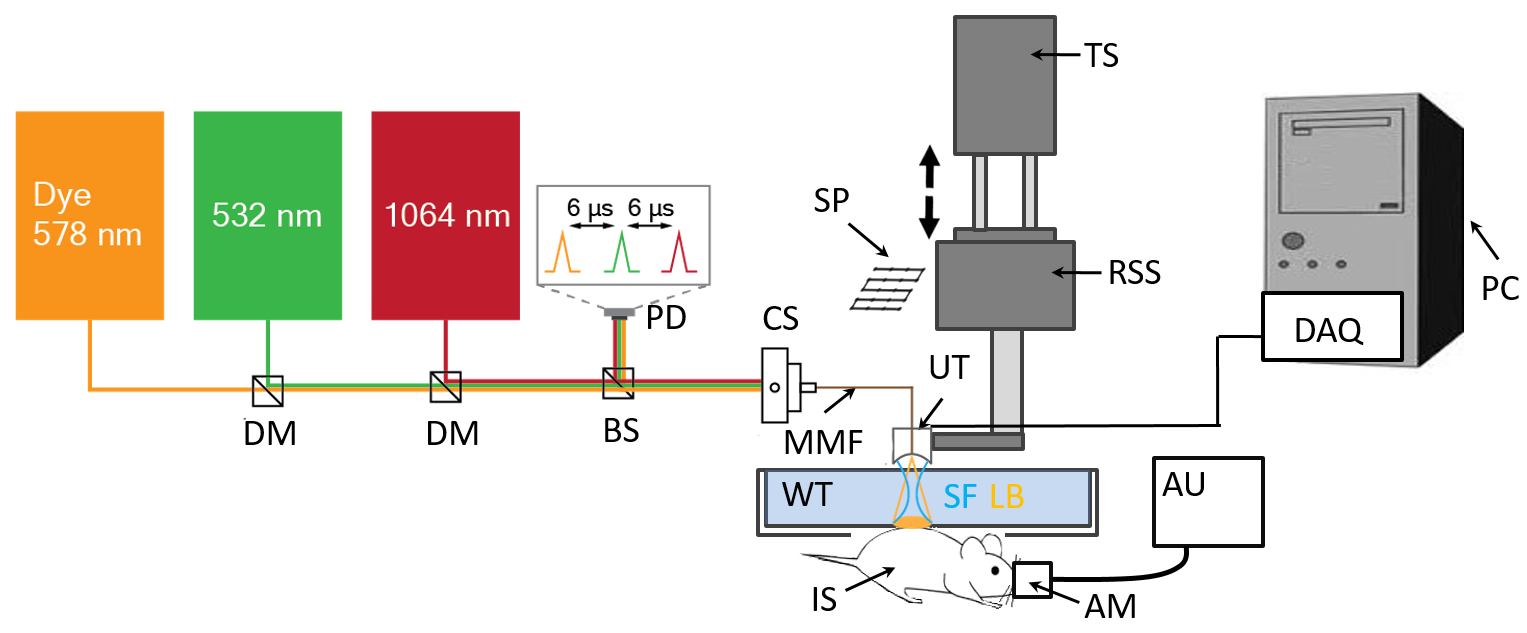 TS
Dye
578 nm
532 nm
1064 nm
6 µs 6 µs
SP
RSS
PC
PD
CS
DAQ
UT
DM
DM
BS
MMF
WT
SF LB
AU
IS
AM